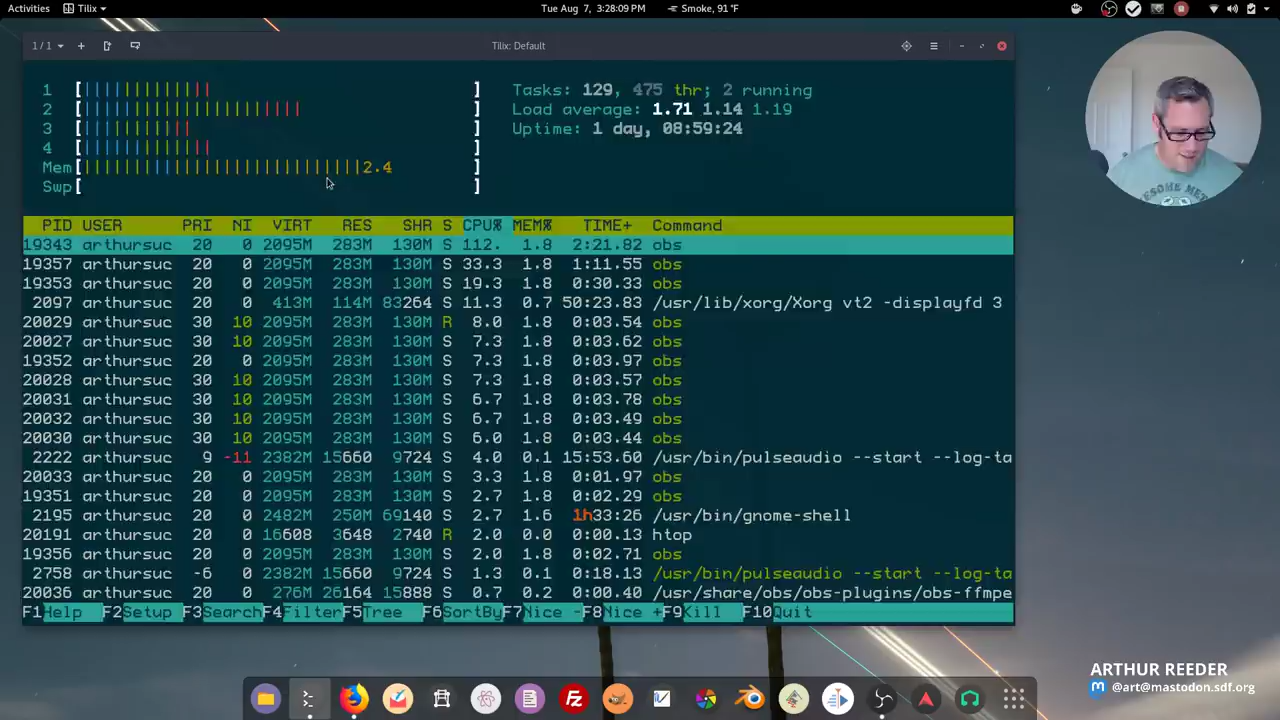 Activities Tilix Tue Aug 7, 3:28:09 PM Smoke, 91 °F
1 / 1 Tilix: Default
1 [ ] Tasks: 129, 475 thr; 2 running
2 [ ] Load average: 1.71 1.14 1.19
3 [ ] Uptime: 1 day, 08:59:24
4 [ ]
Mem[ 2.4 ]
Swp[ ]
PID USER PRI NI VIRT RES SHR S CPU% MEM% TIME+ Command
19343 arthursuc 20 0 2095M 283M 130M S 112. 1.8 2:21.82 obs
19357 arthursuc 20 0 2095M 283M 130M S 33.3 1.8 1:11.55 obs
19353 arthursuc 20 0 2095M 283M 130M S 19.3 1.8 0:30.33 obs
2097 arthursuc 20 0 413M 114M 83264 S 11.3 0.7 50:23.83 /usr/lib/xorg/Xorg vt2 -displayfd 3
20029 arthursuc 30 10 2095M 283M 130M R 8.0 1.8 0:03.54 obs
20027 arthursuc 30 10 2095M 283M 130M S 7.3 1.8 0:03.62 obs
19352 arthursuc 20 0 2095M 283M 130M S 7.3 1.8 0:03.97 obs
20028 arthursuc 30 10 2095M 283M 130M S 7.3 1.8 0:03.57 obs
20031 arthursuc 30 10 2095M 283M 130M S 6.7 1.8 0:03.78 obs
20032 arthursuc 30 10 2095M 283M 130M S 6.7 1.8 0:03.49 obs
20030 arthursuc 30 10 2095M 283M 130M S 6.0 1.8 0:03.44 obs
2222 arthursuc 9 -11 2382M 15660 9724 S 4.0 0.1 15:53.60 /usr/bin/pulseaudio --start --log-ta
20033 arthursuc 20 0 2095M 283M 130M S 3.3 1.8 0:01.97 obs
19351 arthursuc 20 0 2095M 283M 130M S 2.7 1.8 0:02.29 obs
2195 arthursuc 20 0 2482M 250M 69140 S 2.7 1.6 1h33:26 /usr/bin/gnome-shell
20191 arthursuc 20 0 16608 3648 2740 R 2.0 0.0 0:00.13 htop
19356 arthursuc 20 0 2095M 283M 130M S 2.0 1.8 0:02.71 obs
2758 arthursuc -6 0 2382M 15660 9724 S 1.3 0.1 0:18.13 /usr/bin/pulseaudio --start --log-ta
20036 arthursuc 20 0 276M 26164 15888 S 0.7 0.2 0:00.40 /usr/share/obs/obs-plugins/obs-ffmpe
F1Help F2Setup F3SearchF4FilterF5Tree F6SortByF7Nice -F8Nice +F9Kill F10Quit
ARTHUR REEDER
@art@mastodon.sdf.org